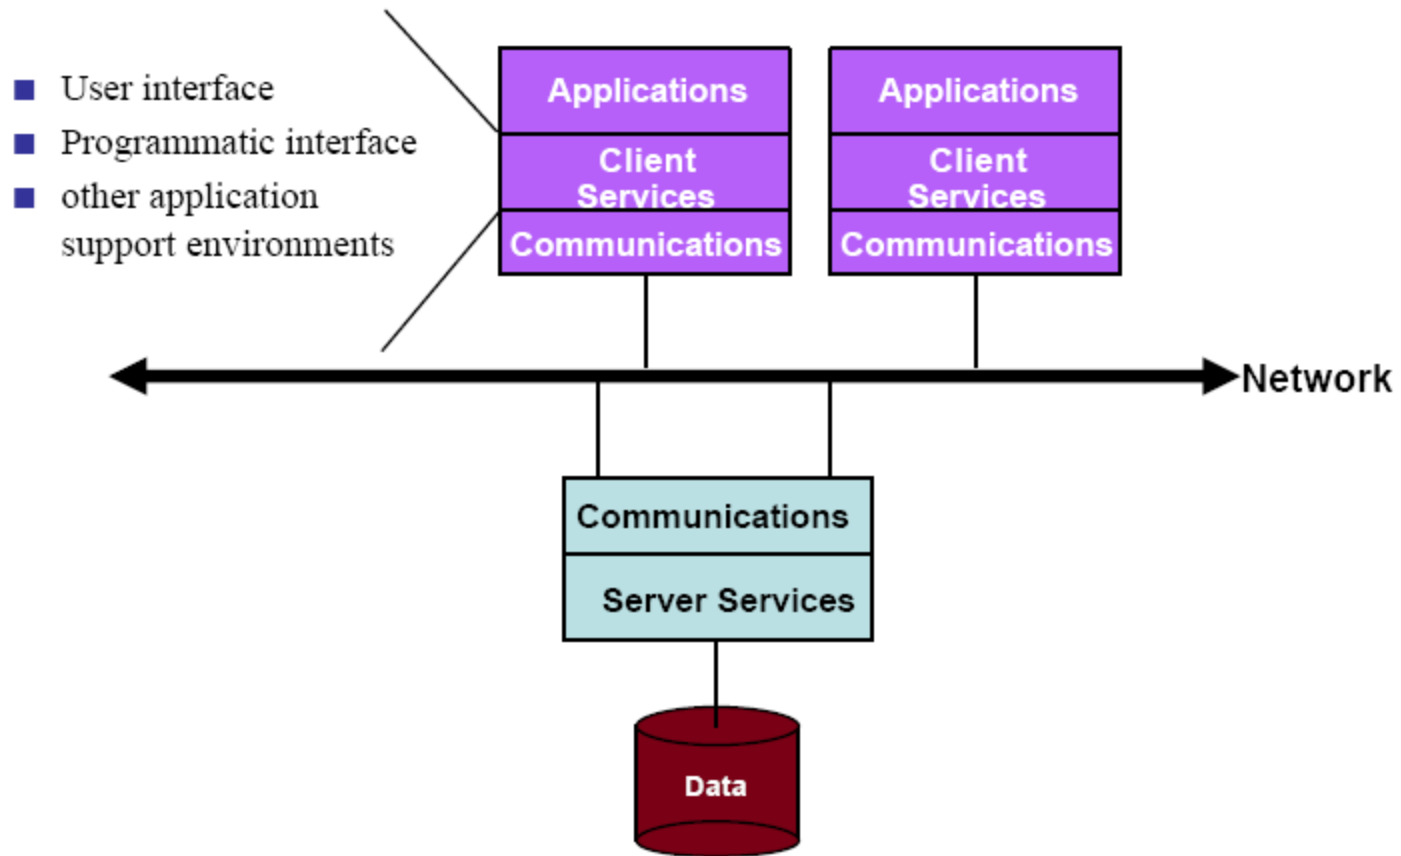 User interface
Programmatic interface
other application
support environments
Applications
Client
Services
Communications
Applications
Client
Services
Communications
Network
Communications
Server Services
Data